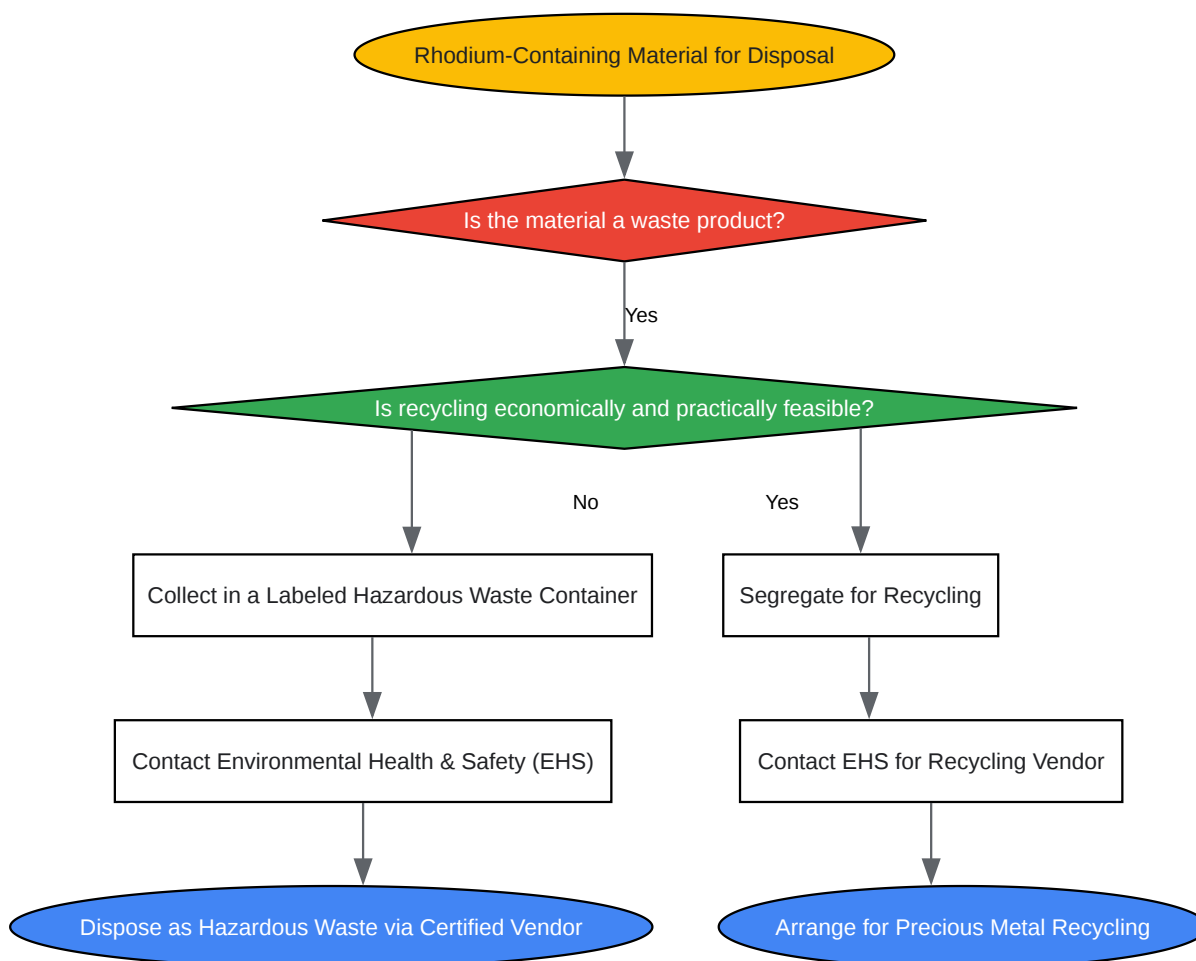 Rhodium-Containing Material for Disposal
Is the material a waste product?
Yes
Is recycling economically and practically feasible?
No
Yes
Collect in a Labeled Hazardous Waste Container
Segregate for Recycling
Contact Environmental Health & Safety (EHS)
Contact EHS for Recycling Vendor
Dispose as Hazardous Waste via Certified Vendor
Arrange for Precious Metal Recycling